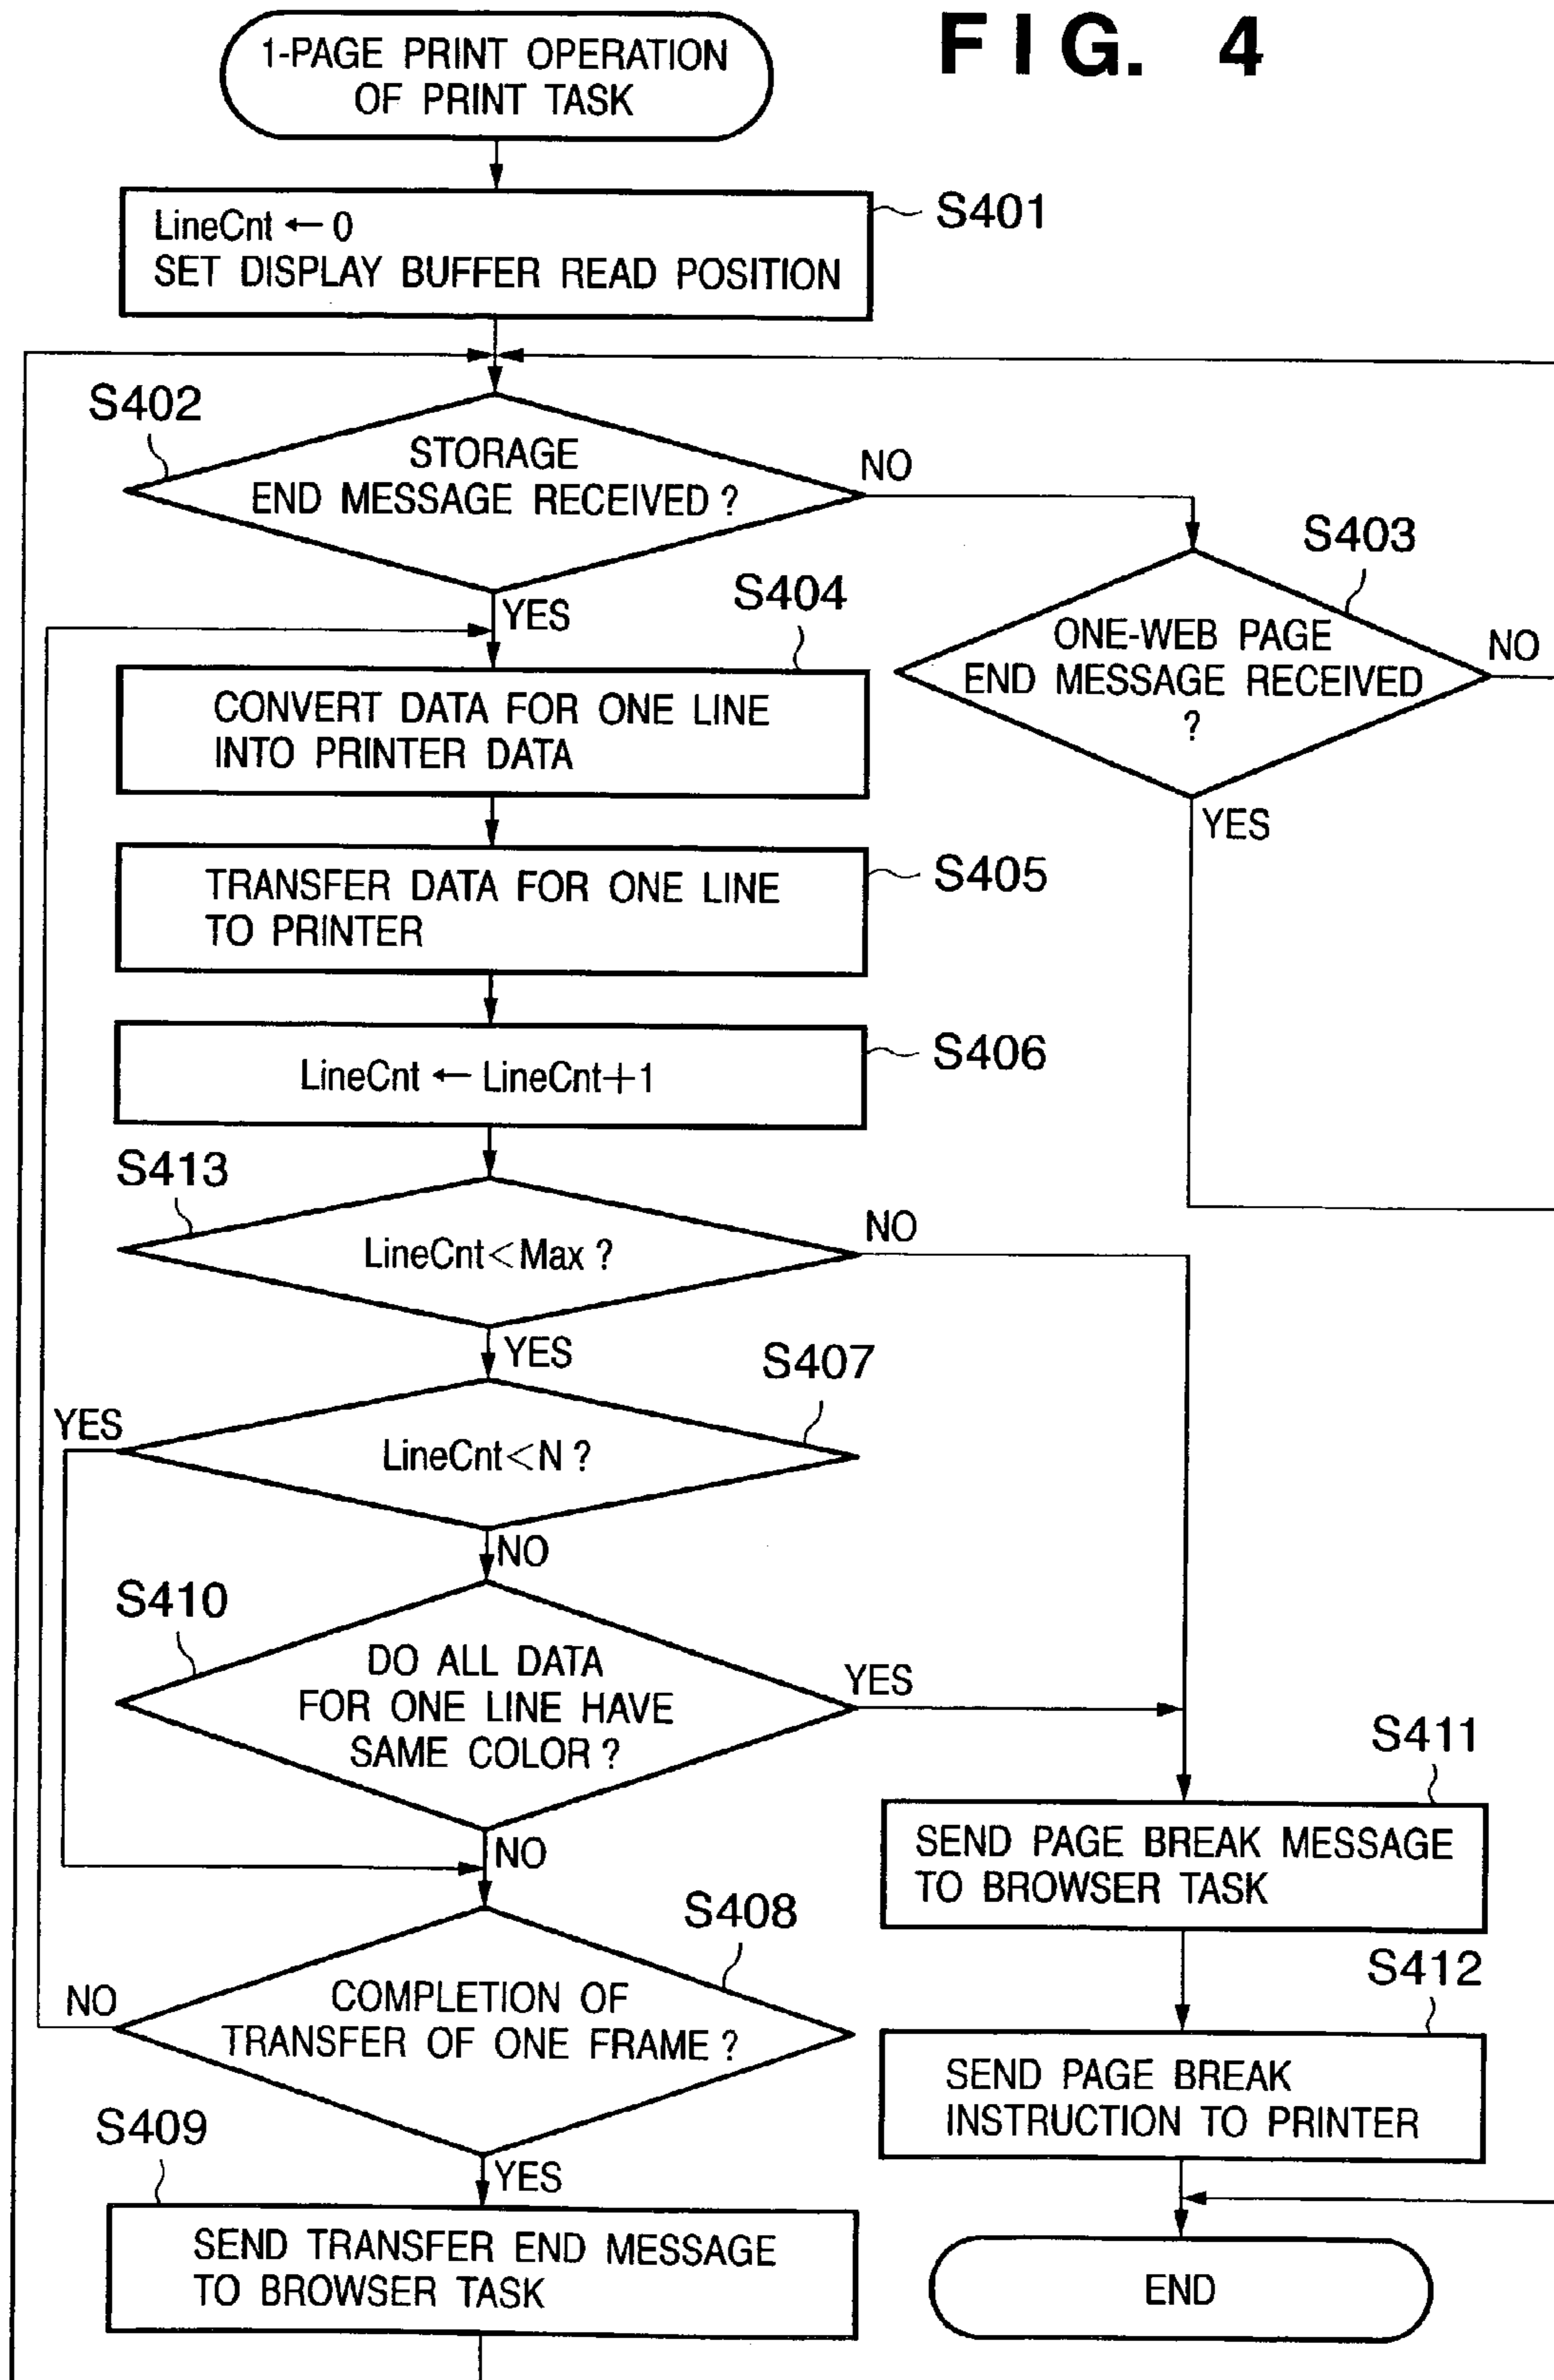 FIG. 4
1-PAGE PRINT OPERATION
OF PRINT TASK
LineCnt ← 0
SET DISPLAY BUFFER READ POSITION
S401
S402
STORAGE
END MESSAGE RECEIVED ?
NO
S403
ONE-WEB PAGE
END MESSAGE RECEIVED
?
NO
YES
YES
S404
CONVERT DATA FOR ONE LINE
INTO PRINTER DATA
TRANSFER DATA FOR ONE LINE
TO PRINTER
S405
LineCnt ← LineCnt+1
S406
S413
LineCnt<Max ?
NO
YES
S407
YES
LineCnt<N ?
NO
S410
DO ALL DATA
FOR ONE LINE HAVE
SAME COLOR ?
YES
NO
S411
SEND PAGE BREAK MESSAGE
TO BROWSER TASK
S408
COMPLETION OF
TRANSFER OF ONE FRAME ?
NO
YES
S412
SEND PAGE BREAK
INSTRUCTION TO PRINTER
S409
SEND TRANSFER END MESSAGE
TO BROWSER TASK
END